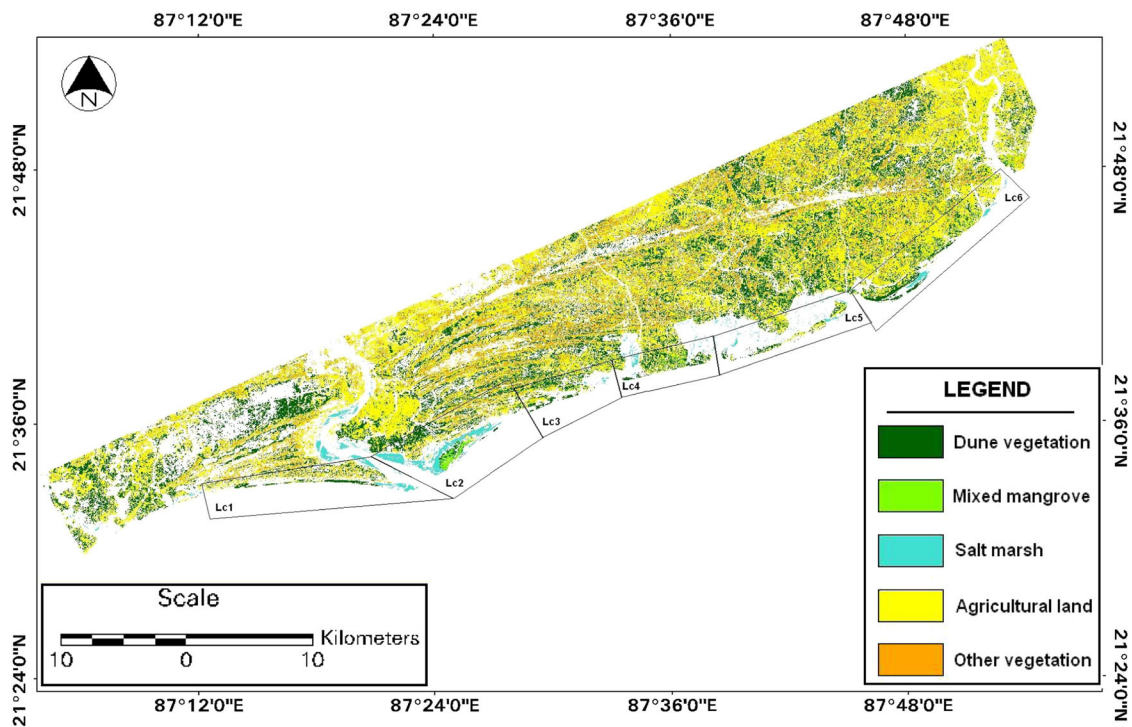 87°12'0"E 87°24'0"E 87°36'0"E 87°48'0"E
N
21°48'0"N
21°48'0"N
Lc6
Lc5
Lc4
Lc3
Lc2
Lc1
21°36'0"N
21°36'0"N
LEGEND
Dune vegetation
Mixed mangrove
Salt marsh
Agricultural land
Other vegetation
Scale
Kilometers
10 0 10
21°24'0"N
21°24'0"N
87°12'0"E 87°24'0"E 87°36'0"E 87°48'0"E